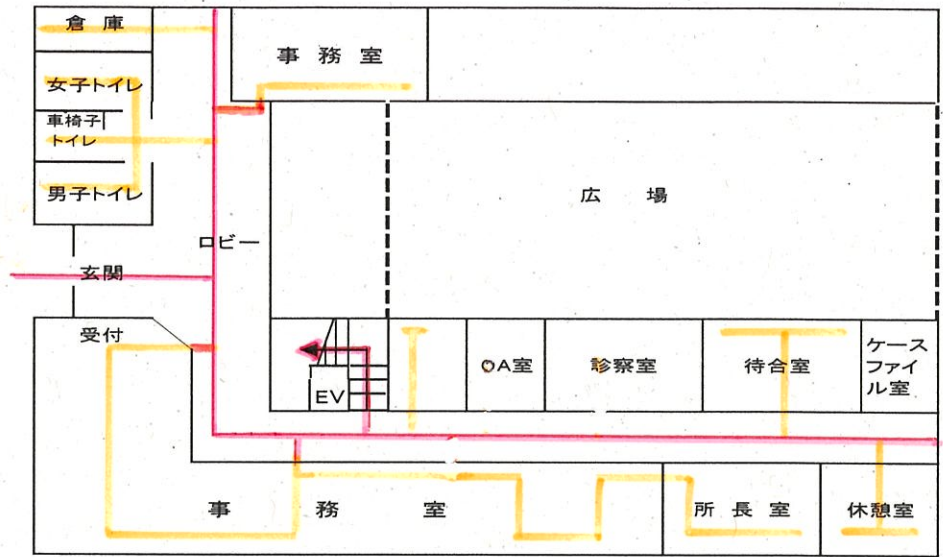 倉庫
事務室
女子トイレ
車椅子
トイレ
男子トイレ
広場
ロビー
玄関
受付
EV
OA室
診察室
待合室
ケース
ファイ
ル室
事務室
所長室
休憩室